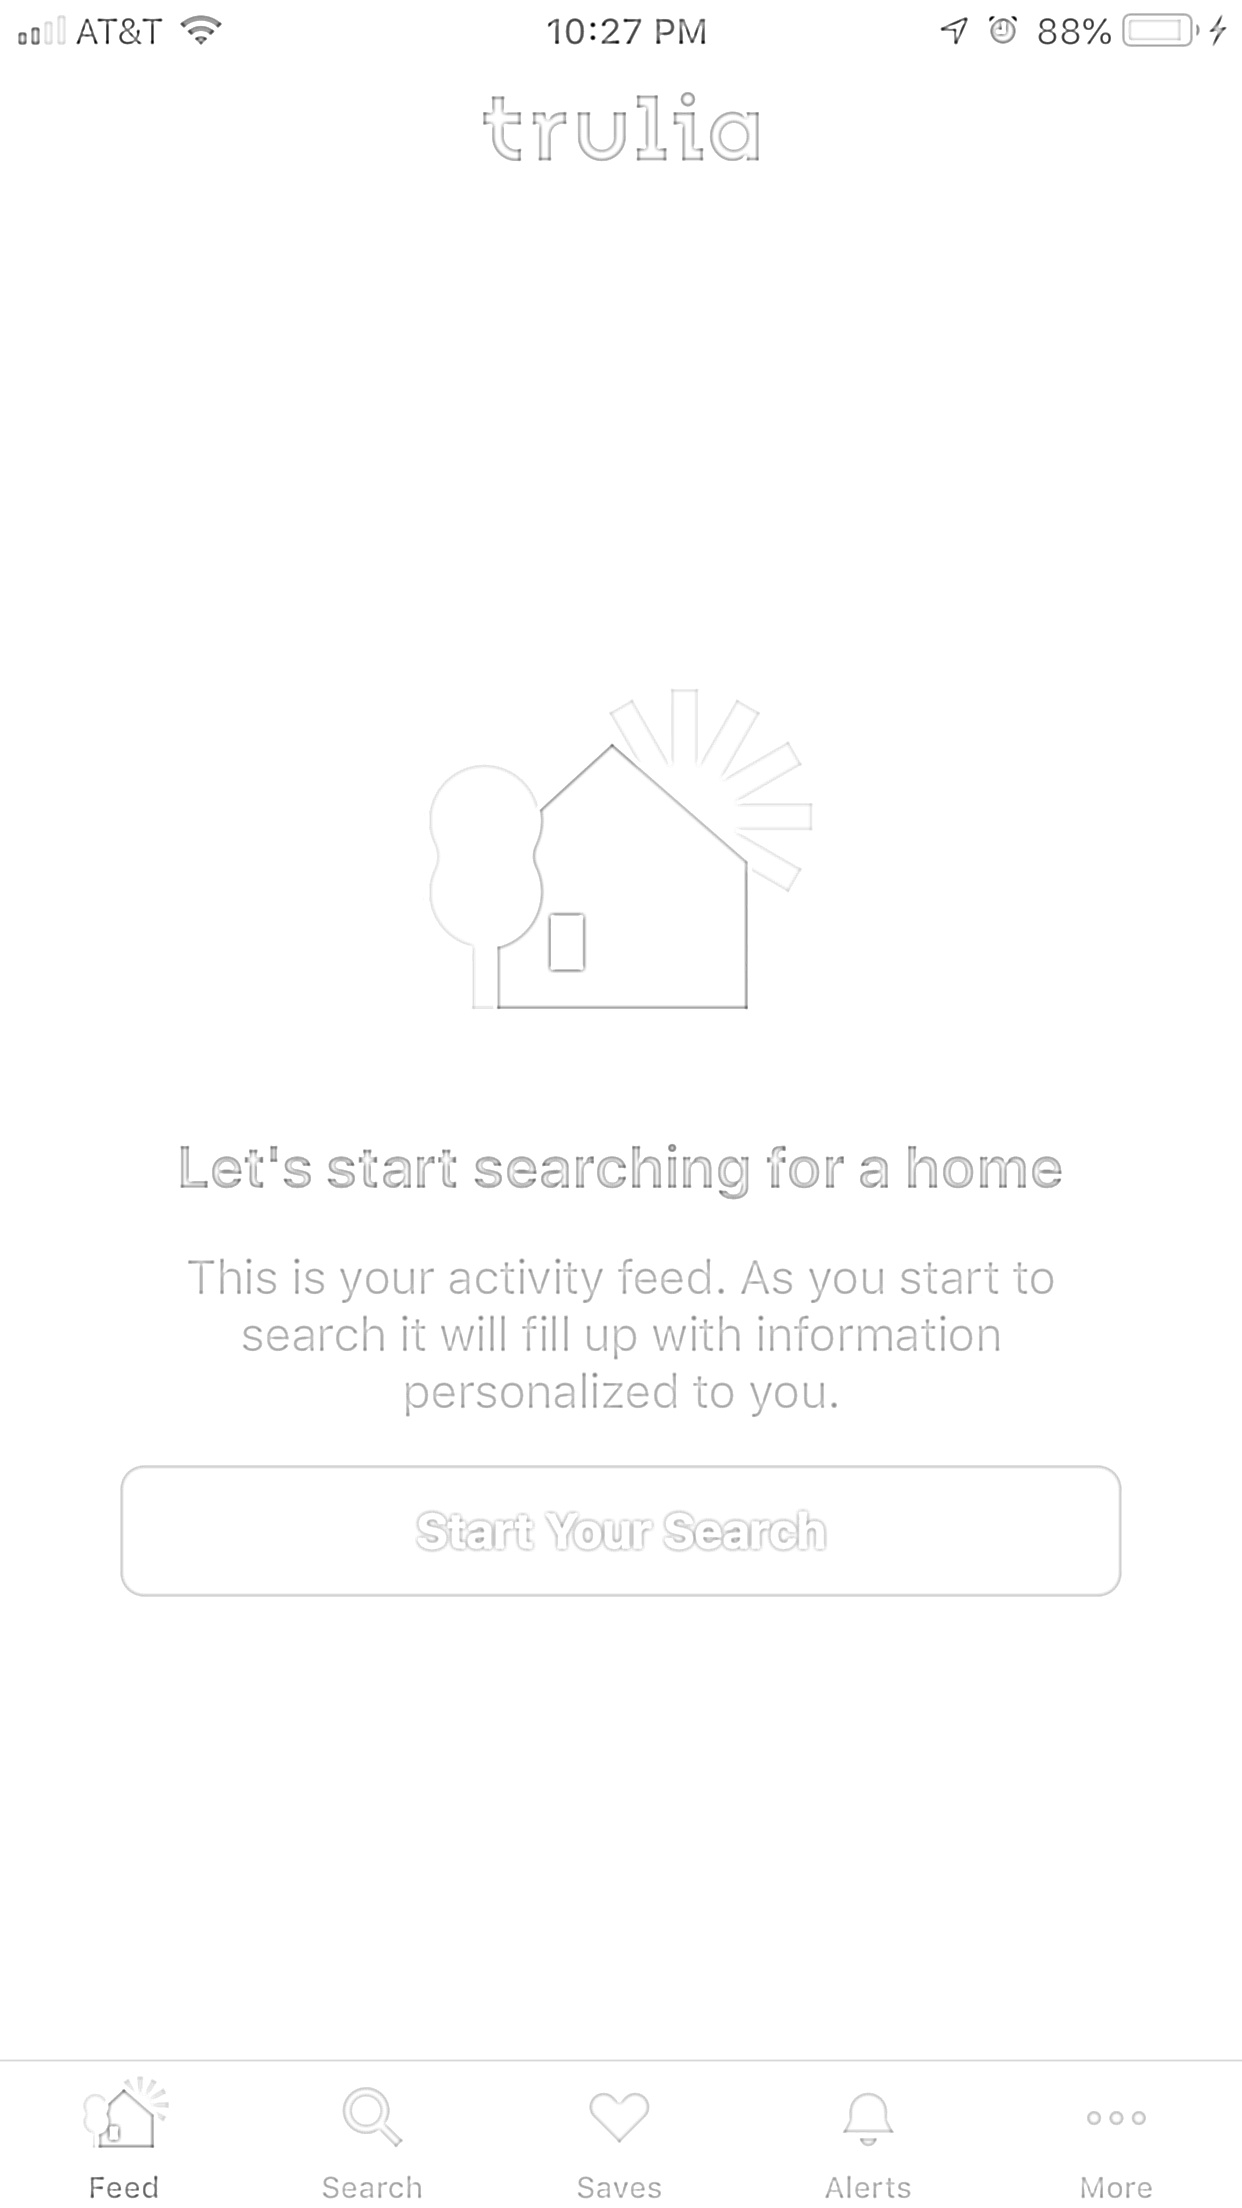 AT&T 10:27 PM 88%
trulia
Let's start searching for a home
This is your activity feed. As you start to
search it will fill up with information
personalized to you.
Start Your Search
Feed Search Saves Alerts More